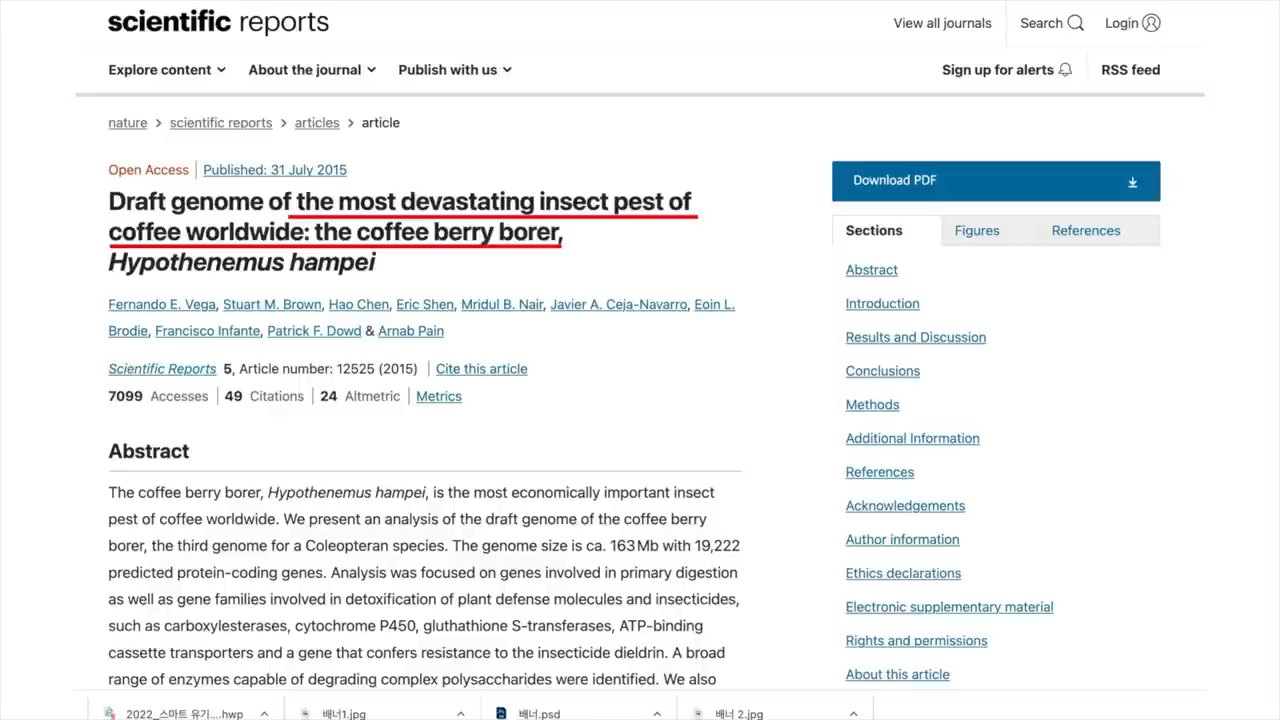 scientific reports
View all journals
Search
Login
Explore content
About the journal
Publish with us
Sign up for alerts
RSS feed
nature > scientific reports > articles > article
Open Access | Published: 31 July 2015
Draft genome of the most devastating insect pest of
coffee worldwide: the coffee berry borer,
Hypothenemus hampei
Fernando E. Vega, Stuart M. Brown, Hao Chen, Eric Shen, Mridul B. Nair, Javier A. Ceja-Navarro, Eoin L.
Brodie, Francisco Infante, Patrick F. Dowd & Arnab Pain
Scientific Reports 5, Article number: 12525 (2015) | Cite this article
7099 Accesses | 49 Citations | 24 Altmetric | Metrics
Abstract
The coffee berry borer, Hypothenemus hampei, is the most economically important insect
pest of coffee worldwide. We present an analysis of the draft genome of the coffee berry
borer, the third genome for a Coleopteran species. The genome size is ca. 163 Mb with 19,222
predicted protein-coding genes. Analysis was focused on genes involved in primary digestion
as well as gene families involved in detoxification of plant defense molecules and insecticides,
such as carboxylesterases, cytochrome P450, gluthathione S-transferases, ATP-binding
cassette transporters and a gene that confers resistance to the insecticide dieldrin. A broad
range of enzymes capable of degrading complex polysaccharides were identified. We also
Download PDF
Sections
Figures
References
Abstract
Introduction
Results and Discussion
Conclusions
Methods
Additional Information
References
Acknowledgements
Author information
Ethics declarations
Electronic supplementary material
Rights and permissions
About this article
2022_스마트 유기....hwp
배너1.jpg
배너.psd
배너 2.jpg